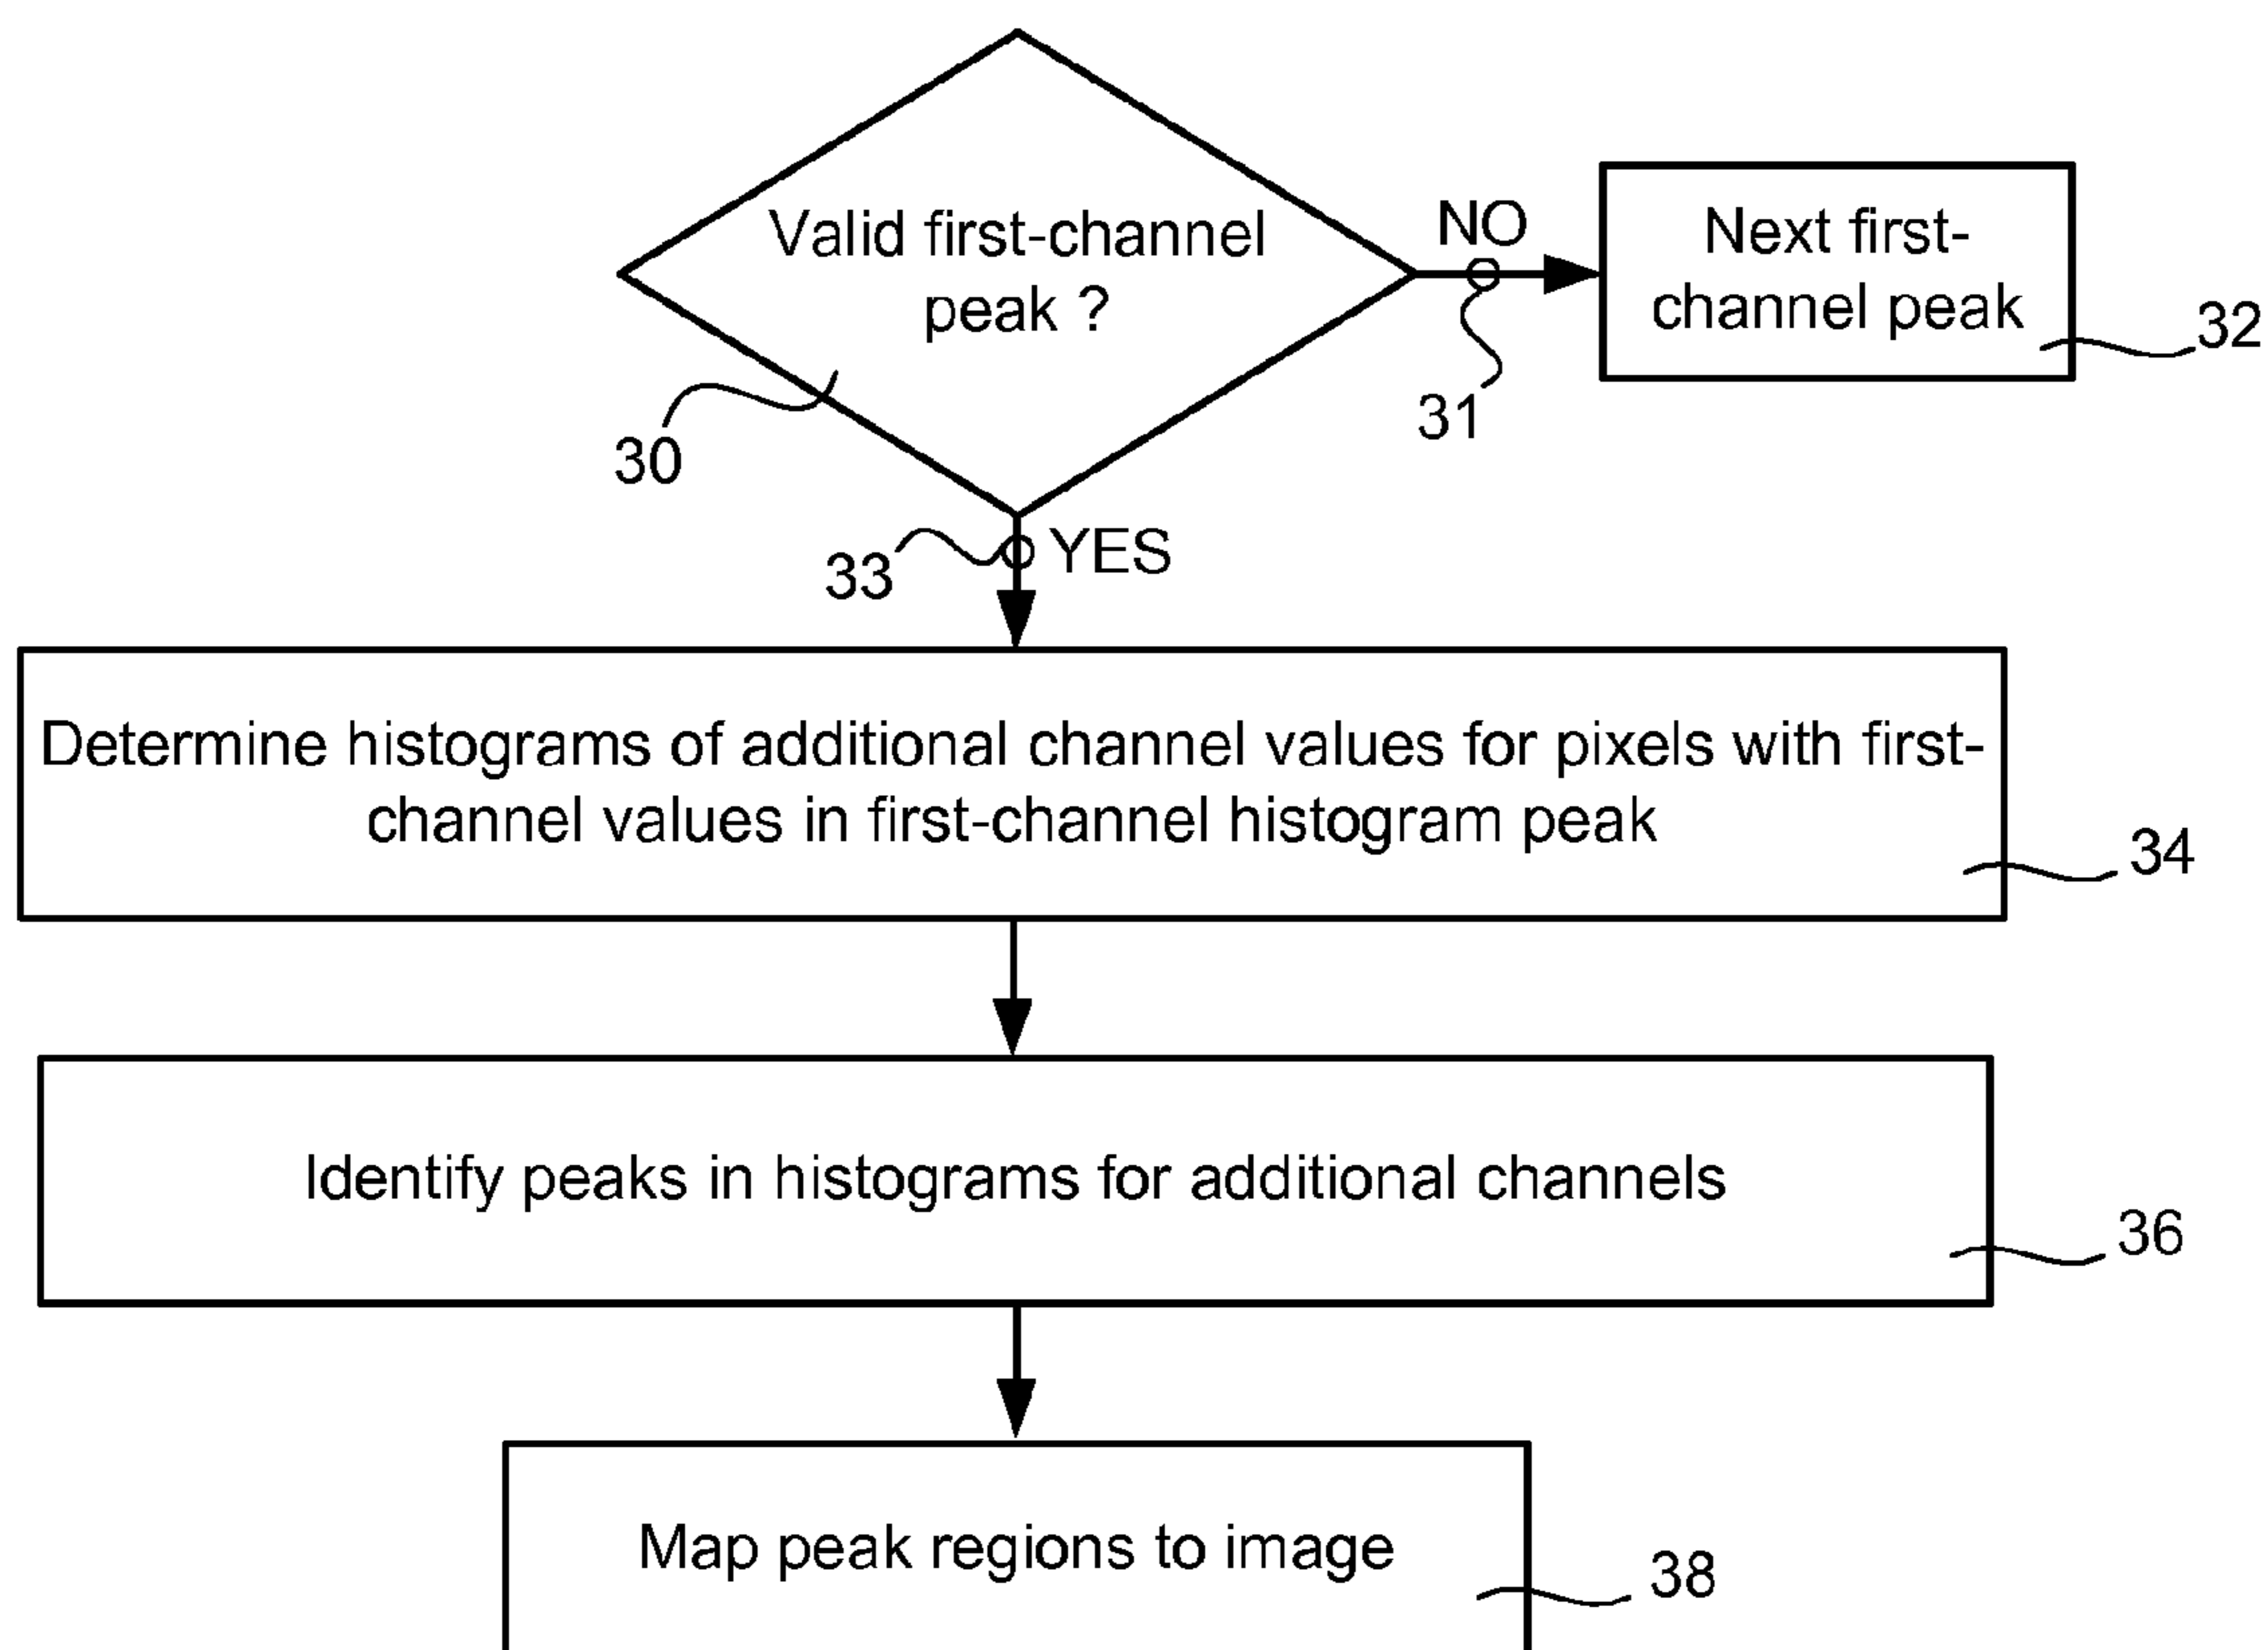 Valid first-channel
peak ?
NO
31
Next first-
channel peak
32
30
33
YES
Determine histograms of additional channel values for pixels with first-
channel values in first-channel histogram peak
34
Identify peaks in histograms for additional channels
36
Map peak regions to image
38